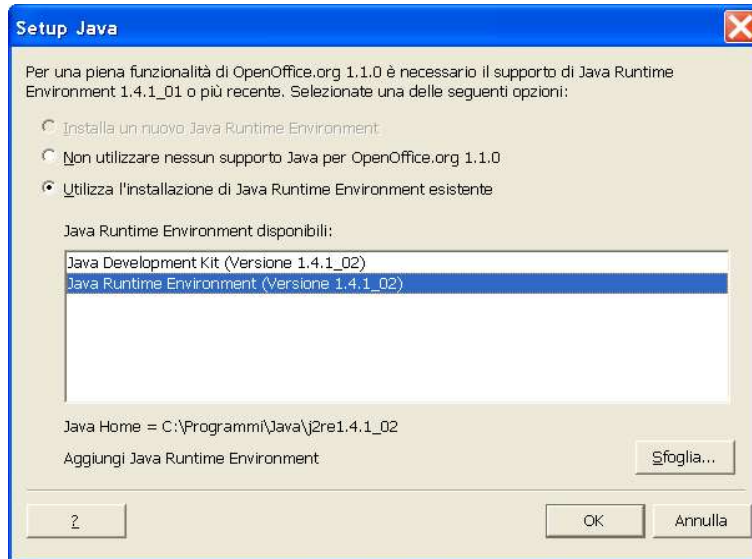 Setup Java
Per una piena funzionalità di OpenOffice.org 1.1.0 è necessario il supporto di Java Runtime
Environment 1.4.1_01 o più recente. Selezionate una delle seguenti opzioni:
Installa un nuovo Java Runtime Environment
Non utilizzare nessun supporto Java per OpenOffice.org 1.1.0
Utilizza l'installazione di Java Runtime Environment esistente
Java Runtime Environment disponibili:
Java Development Kit (Versione 1.4.1_02)
Java Runtime Environment (Versione 1.4.1_02)
Java Home = C:\Programmi\Java\j2re1.4.1_02
Aggiungi Java Runtime Environment
Sfoglia...
?
OK
Annulla